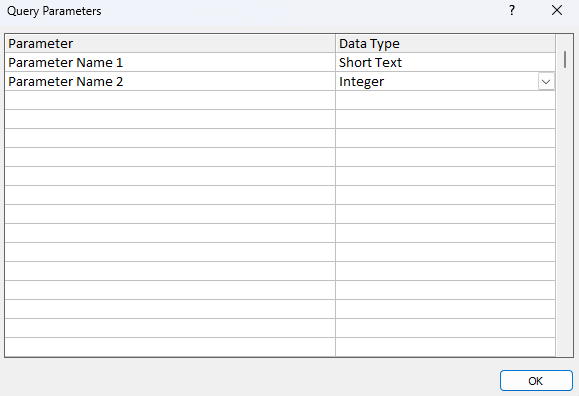 Query Parameters ?
Parameter Data Type
Parameter Name 1 Short Text
Parameter Name 2 Integer
OK